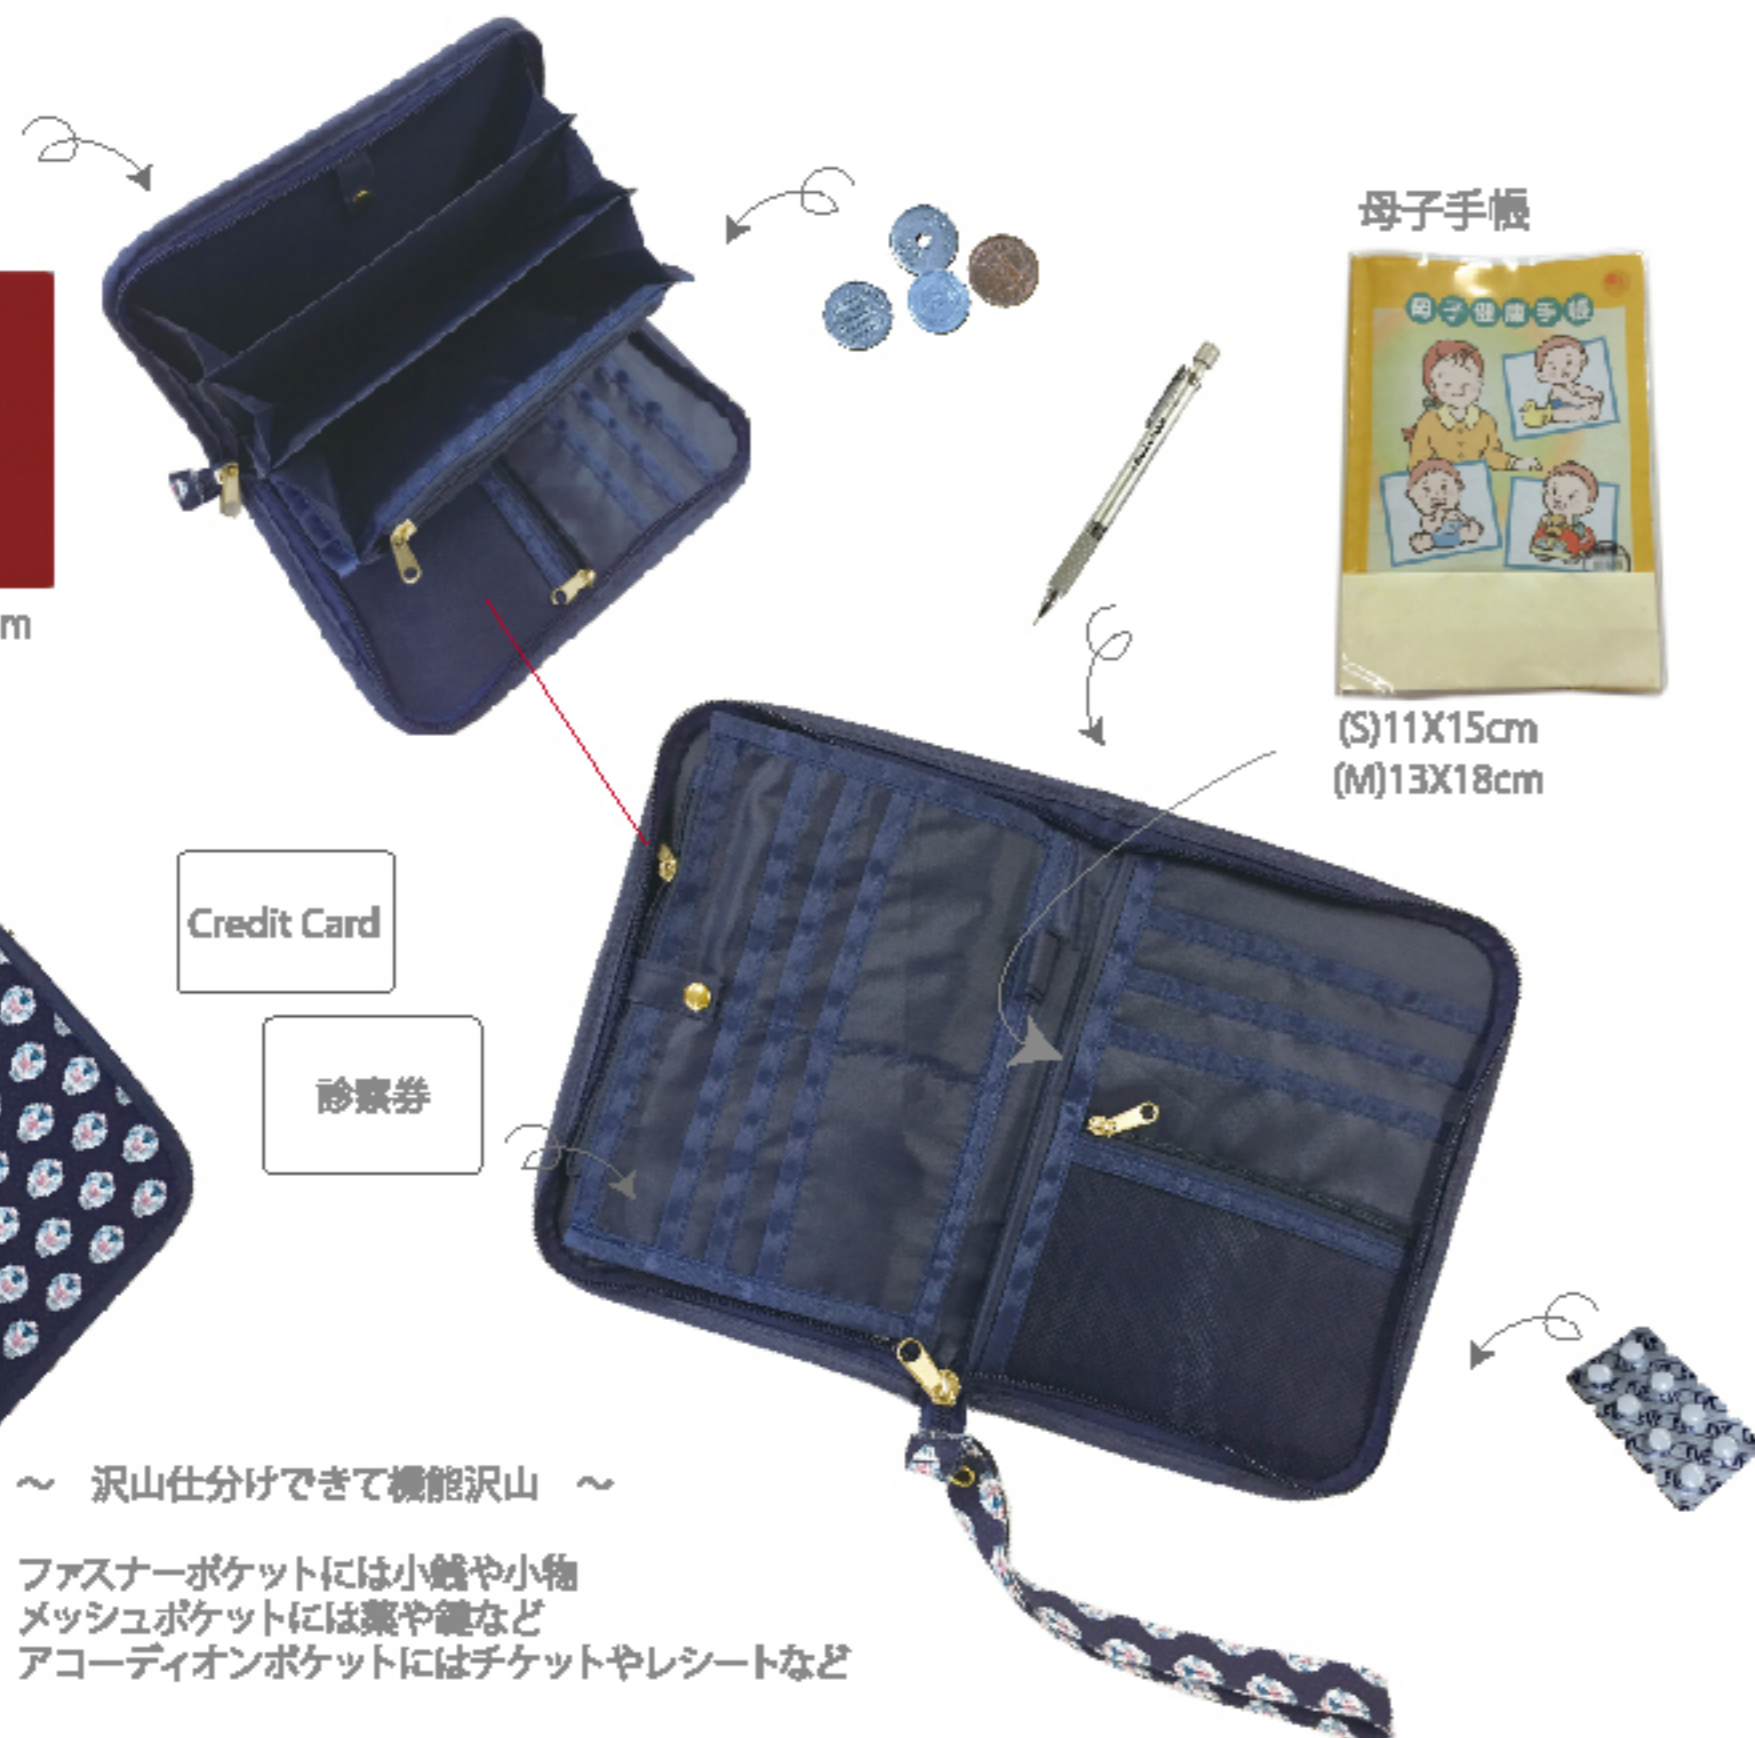 母子手帳
母子健康手帳
m
(S)11X15cm
(M)13X18cm
Credit Card
診察券
～　沢山仕分けできて機能沢山　～
ファスナーポケットには小銭や小物
メッシュポケットには薬や鍵など
アコーディオンポケットにはチケットやレシートなど